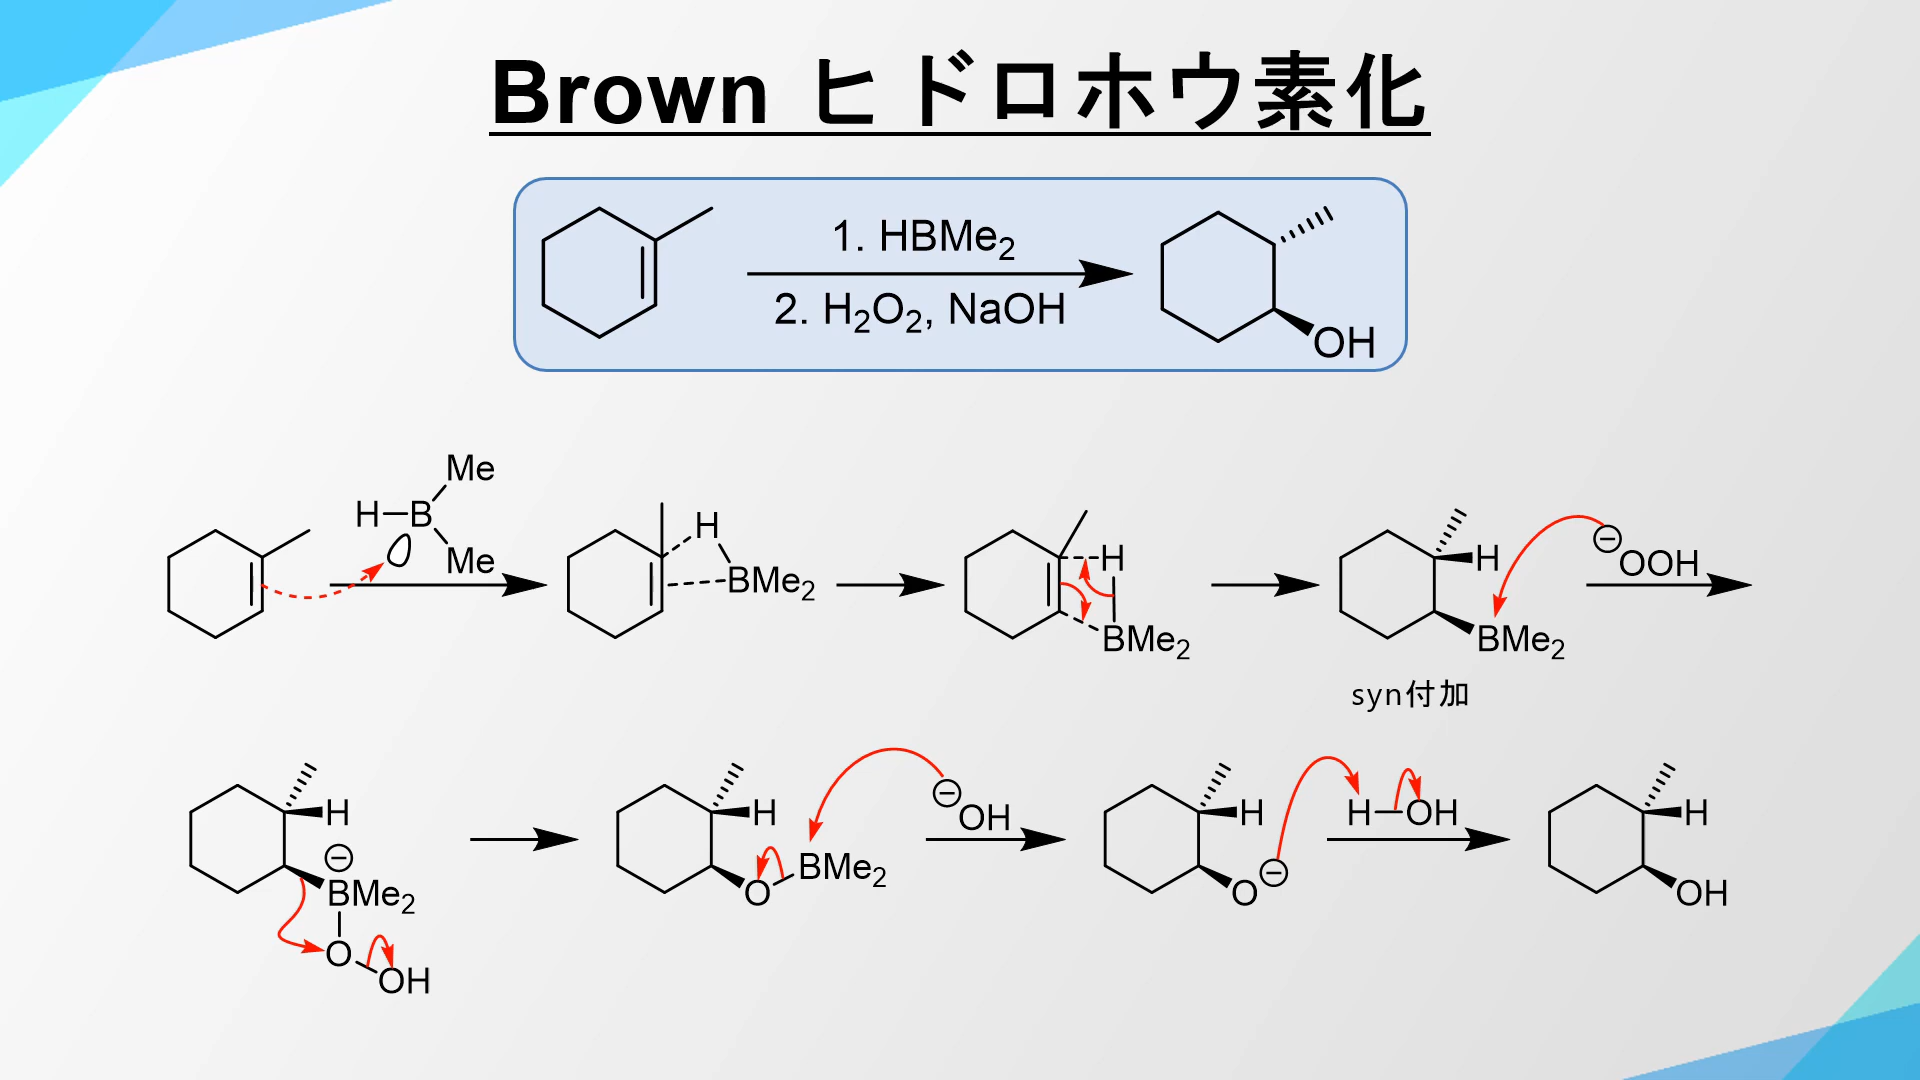 Brown ヒドロホウ素化
1. HBMe₂
2. H₂O₂, NaOH
OH
Me
H B
Me
H
BMe₂
H
BMe₂
H
BMe₂
⊖
OOH
syn付加
H
⊖
BMe₂
O
OH
H
BMe₂
O
⊖
OH
H
⊖
O
H OH
H
OH